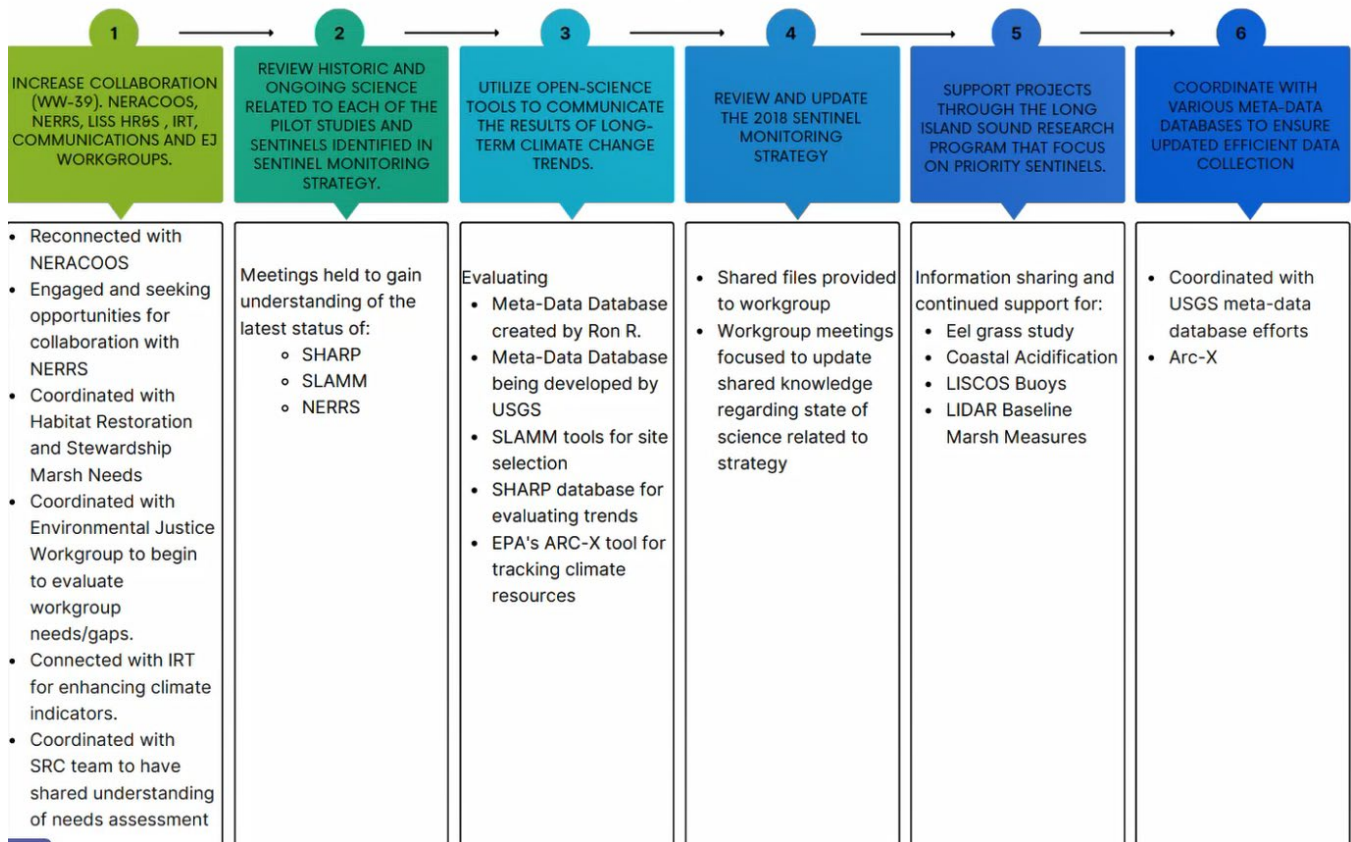 1
INCREASE COLLABORATION
(WW-39). NERACOOS,
NERRS, LISS HR&S , IRT,
COMMUNICATIONS AND EJ
WORKGROUPS.
• Reconnected with
NERACOOS
• Engaged and seeking
opportunities for
collaboration with
NERRS
• Coordinated with
Habitat Restoration
and Stewardship
Marsh Needs
• Coordinated with
Environmental Justice
Workgroup to begin
to evaluate
workgroup
needs/gaps.
• Connected with IRT
for enhancing climate
indicators.
• Coordinated with
SRC team to have
shared understanding
of needs assessment
2
REVIEW HISTORIC AND
ONGOING SCIENCE
RELATED TO EACH OF THE
PILOT STUDIES AND
SENTINELS IDENTIFIED IN
SENTINEL MONITORING
STRATEGY.
Meetings held to gain
understanding of the
latest status of:
◦ SHARP
◦ SLAMM
◦ NERRS
3
UTILIZE OPEN-SCIENCE
TOOLS TO COMMUNICATE
THE RESULTS OF LONG-
TERM CLIMATE CHANGE
TRENDS.
Evaluating
• Meta-Data Database
created by Ron R.
• Meta-Data Database
being developed by
USGS
• SLAMM tools for site
selection
• SHARP database for
evaluating trends
• EPA's ARC-X tool for
tracking climate
resources
4
REVIEW AND UPDATE
THE 2018 SENTINEL
MONITORING
STRATEGY
• Shared files provided
to workgroup
• Workgroup meetings
focused to update
shared knowledge
regarding state of
science related to
strategy
5
SUPPORT PROJECTS
THROUGH THE LONG
ISLAND SOUND RESEARCH
PROGRAM THAT FOCUS
ON PRIORITY SENTINELS.
Information sharing and
continued support for:
• Eel grass study
• Coastal Acidification
• LISCOS Buoys
• LIDAR Baseline
Marsh Measures
6
COORDINATE WITH
VARIOUS META-DATA
DATABASES TO ENSURE
UPDATED EFFICIENT DATA
COLLECTION
• Coordinated with
USGS meta-data
database efforts
• Arc-X